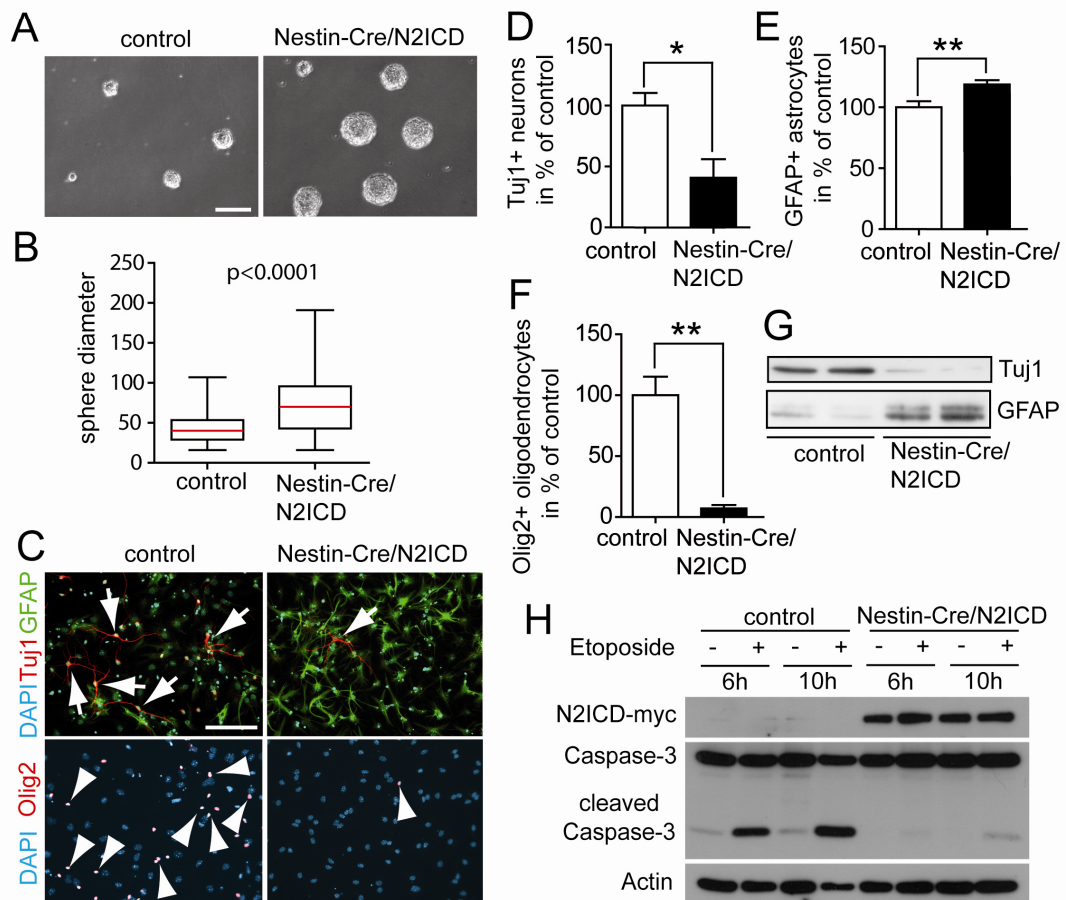 A
control
Nestin-Cre/N2ICD
B
250
200
150
100
50
0
sphere diameter
p<0.0001
control
Nestin-Cre/
N2ICD
C
control
Nestin-Cre/N2ICD
DAPI Tuj1 GFAP
DAPI Olig2
D
150
100
50
0
Tuj1+ neurons
in % of control
*
control
Nestin-Cre/
N2ICD
E
150
100
50
0
GFAP+ astrocytes
in % of control
**
control
Nestin-Cre/
N2ICD
F
150
100
50
0
Olig2+ oligodendrocytes
in % of control
**
control
Nestin-Cre/
N2ICD
G
Tuj1
GFAP
control
Nestin-Cre/
N2ICD
H
control
Nestin-Cre/N2ICD
Etoposide - + - + - + - +
6h 10h 6h 10h
N2ICD-myc
Caspase-3
cleaved
Caspase-3
Actin